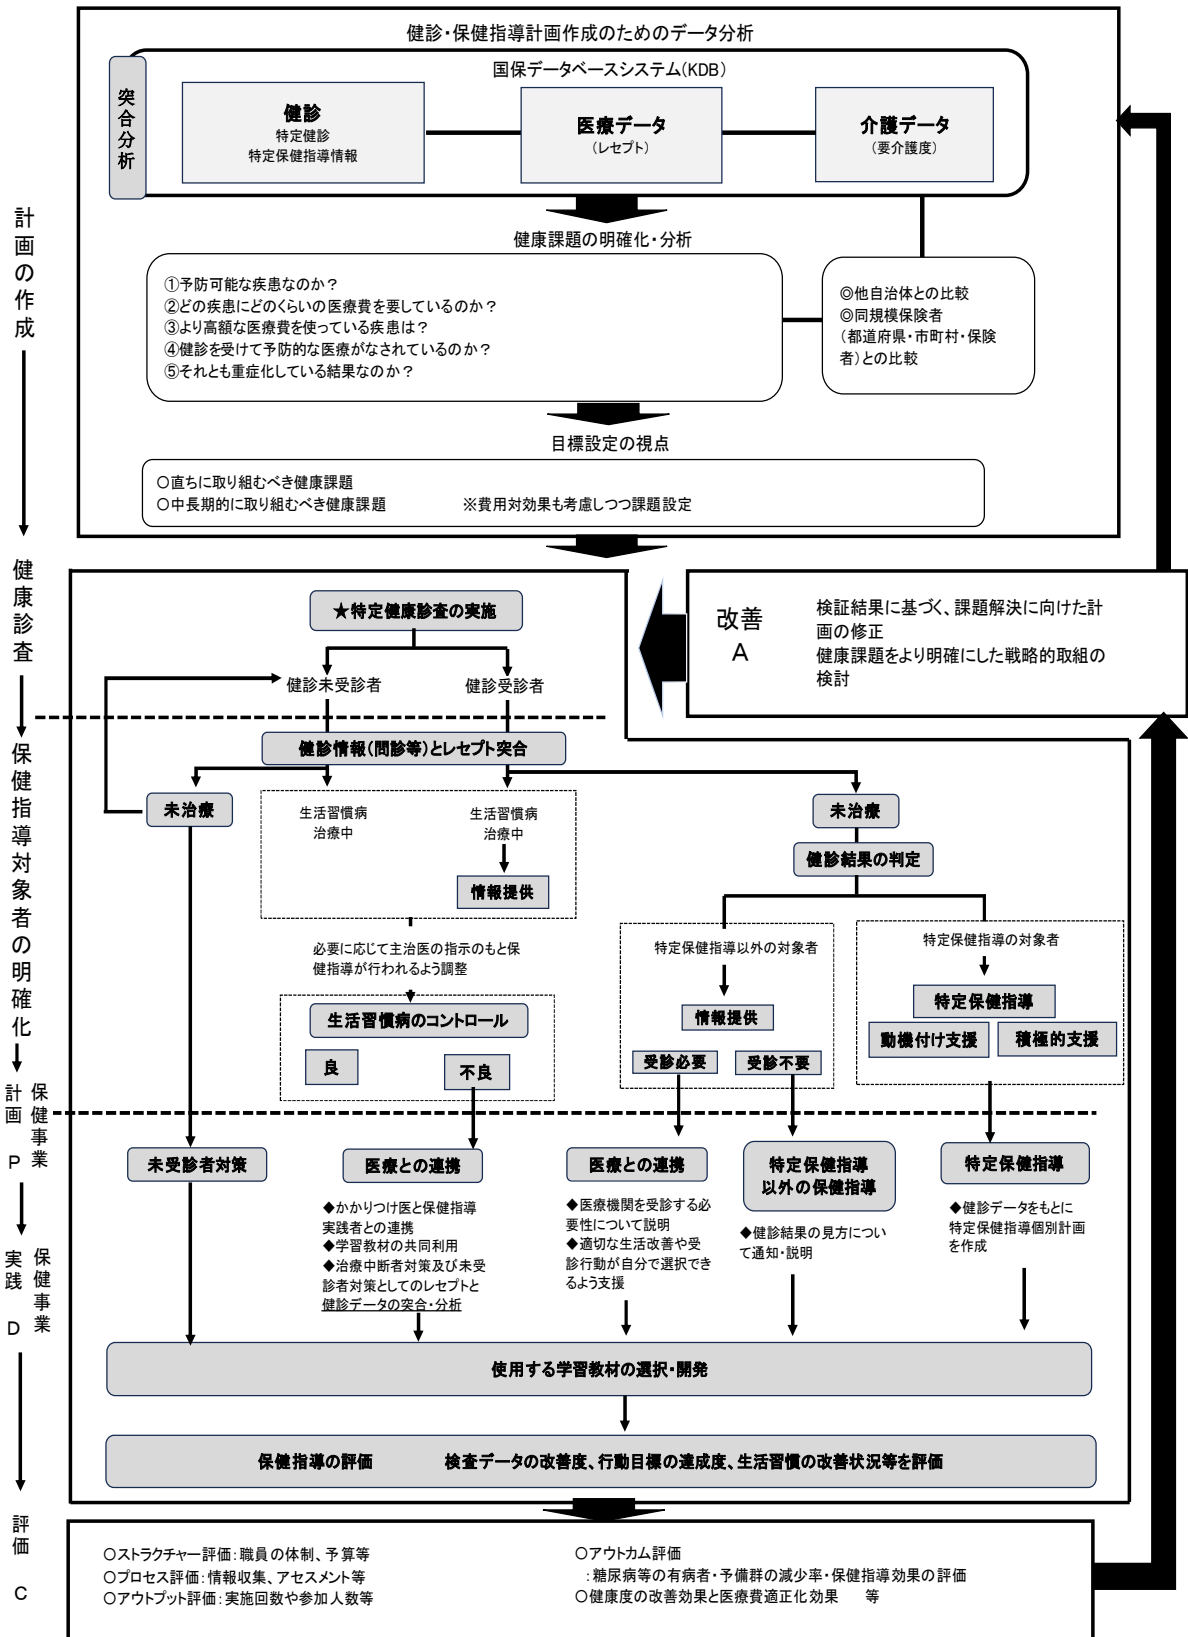 健診・保健指導計画作成のためのデータ分析
国保データベースシステム(KDB)
突合分析
健診
特定健診
特定保健指導情報
医療データ
(レセプト)
介護データ
(要介護度)
計画の作成
健康課題の明確化・分析
①予防可能な疾患なのか？
②どの疾患にどのくらいの医療費を要しているのか？
③より高額な医療費を使っている疾患は？
④健診を受けて予防的な医療がなされているのか？
⑤それとも重症化している結果なのか？
◎他自治体との比較
◎同規模保険者
(都道府県・市町村・保険
者)との比較
目標設定の視点
○直ちに取り組むべき健康課題
○中長期的に取り組むべき健康課題 ※費用対効果も考慮しつつ課題設定
健康診査
★特定健康診査の実施
健診未受診者
健診受診者
改善
A
検証結果に基づく、課題解決に向けた計
画の修正
健康課題をより明確にした戦略的取組の
検討
保健指導対象者の明確化
健診情報(問診等)とレセプト突合
未治療
生活習慣病
治療中
生活習慣病
治療中
情報提供
未治療
健診結果の判定
必要に応じて主治医の指示のもと保
健指導が行われるよう調整
生活習慣病のコントロール
良
不良
特定保健指導以外の対象者
情報提供
受診必要
受診不要
特定保健指導の対象者
特定保健指導
動機付け支援
積極的支援
保健事業
計画 P
未受診者対策
医療との連携
◆かかりつけ医と保健指導
実践者との連携
◆学習教材の共同利用
◆治療中断者対策及び未受
診者対策としてのレセプトと
健診データの突合・分析
医療との連携
◆医療機関を受診する必
要性について説明
◆適切な生活改善や受
診行動が自分で選択でき
るよう支援
特定保健指導
以外の保健指導
◆健診結果の見方につい
て通知・説明
特定保健指導
◆健診データをもとに
特定保健指導個別計画
を作成
保健事業
実践 D
使用する学習教材の選択・開発
保健指導の評価 検査データの改善度、行動目標の達成度、生活習慣の改善状況等を評価
評価 C
○ストラクチャー評価：職員の体制、予算等
○プロセス評価：情報収集、アセスメント等
○アウトプット評価：実施回数や参加人数等
○アウトカム評価
：糖尿病等の有病者・予備群の減少率・保健指導効果の評価
○健康度の改善効果と医療費適正化効果 等